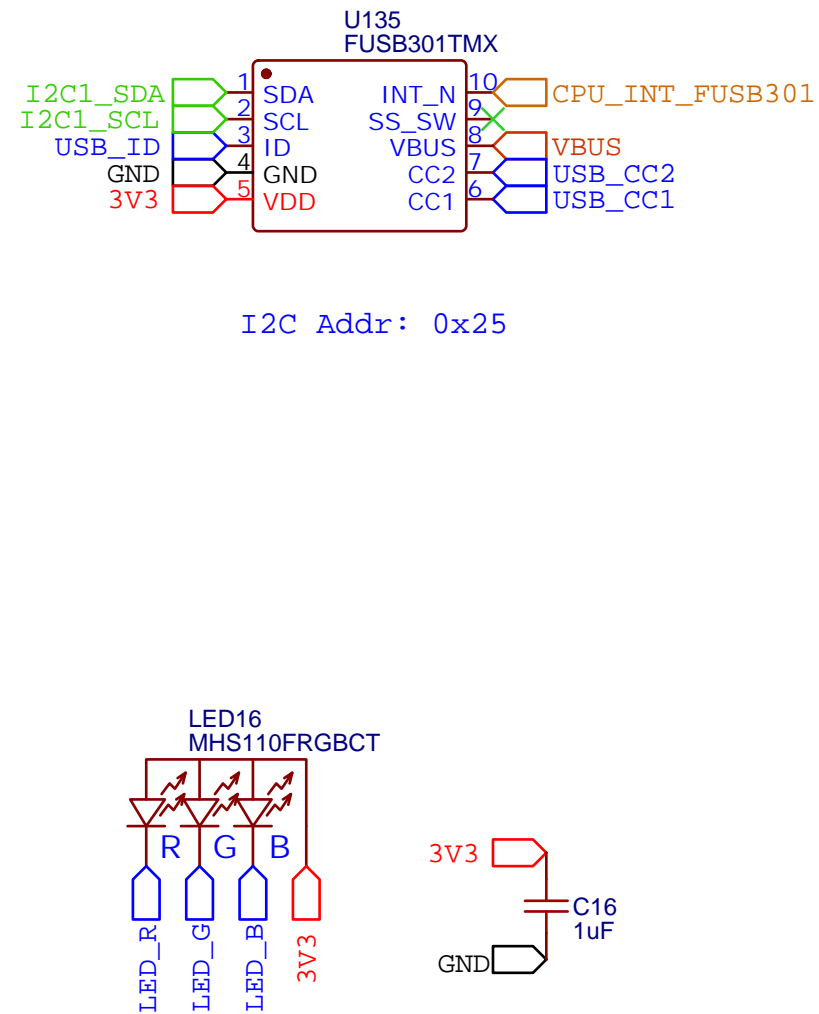 U135
FUSB301TMX
I2C1_SDA 1 SDA INT_N 10 CPU_INT_FUSB301
I2C1_SCL 2 SCL SS_SW 9
USB_ID 3 ID VBUS 8 VBUS
GND 4 GND CC2 7 USB_CC2
3V3 5 VDD CC1 6 USB_CC1
I2C Addr: 0x25
LED16
MHS110FRGBCT
R G B
LED_R LED_G LED_B 3V3
3V3
C16
1uF
GND